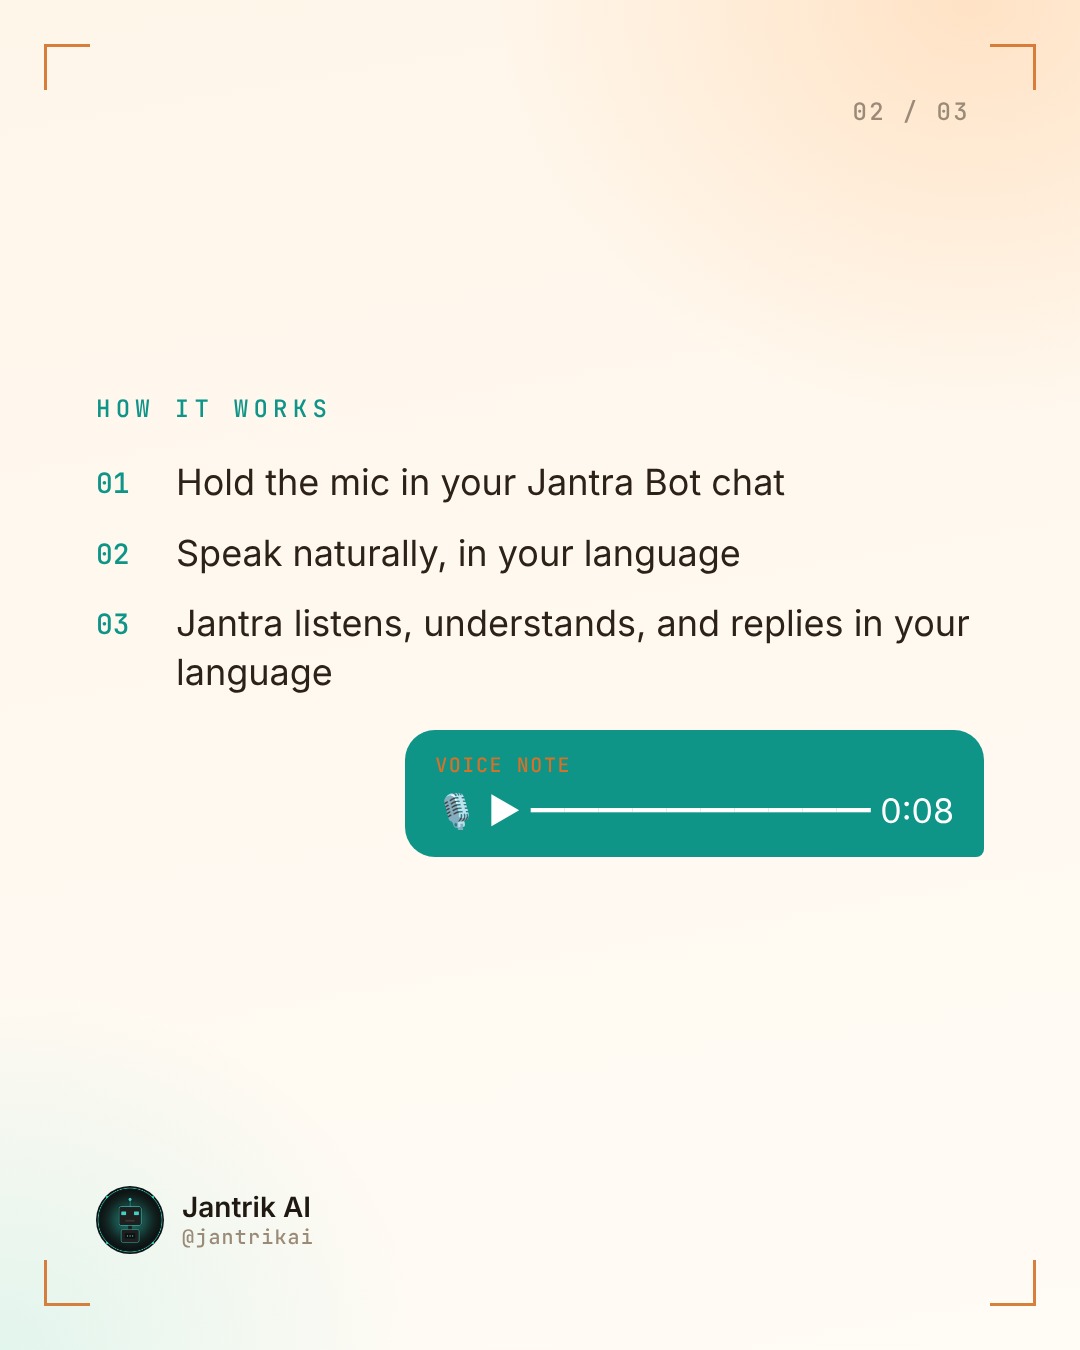 02 / 03
HOW IT WORKS
01 Hold the mic in your Jantra Bot chat
02 Speak naturally, in your language
03 Jantra listens, understands, and replies in your
language
VOICE NOTE
0:08
Jantrik AI
@jantrikai